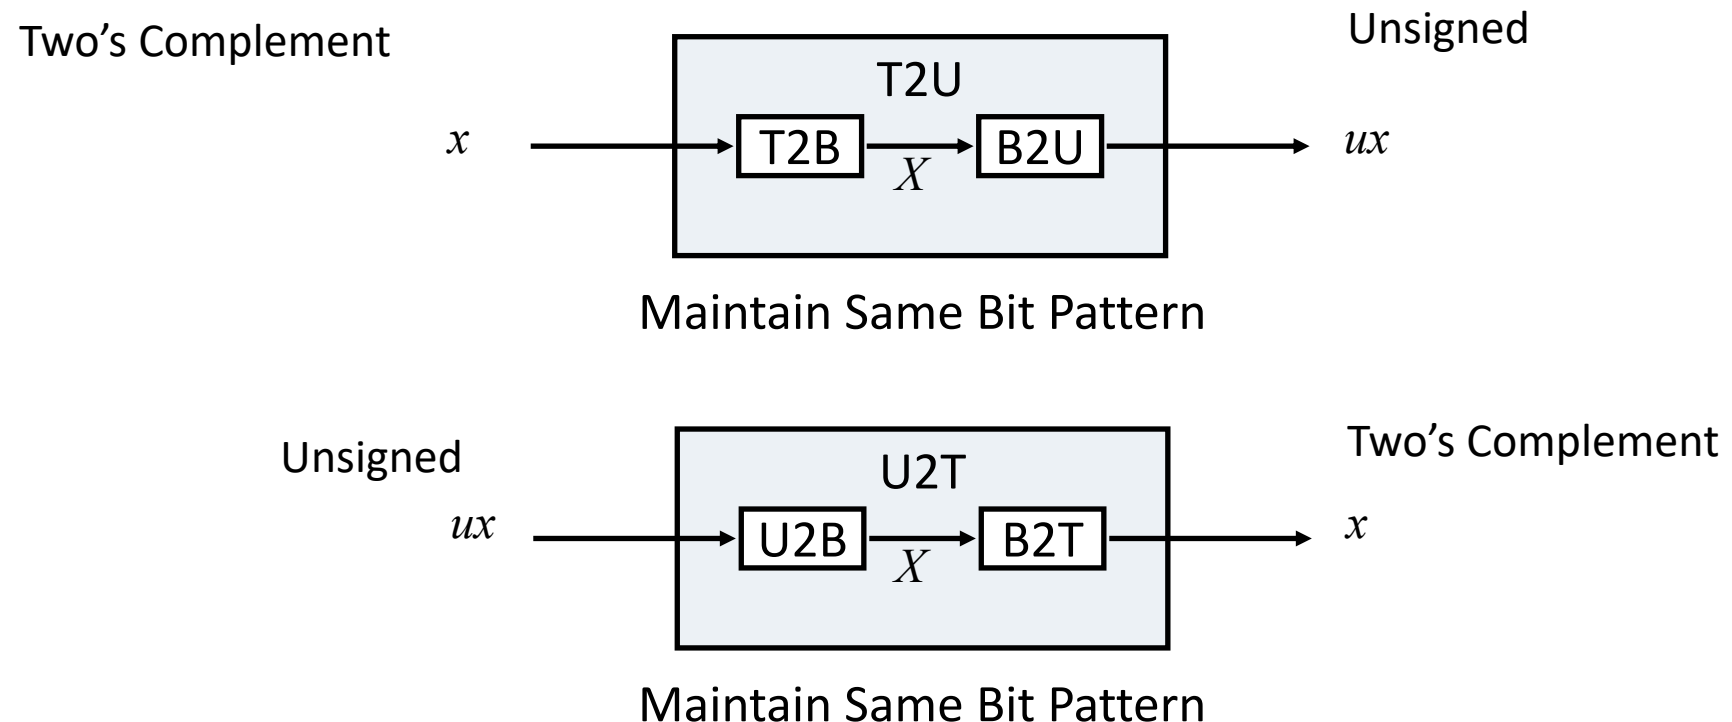 Two’s Complement
Unsigned
T2U
x
T2B
X
B2U
ux
Maintain Same Bit Pattern
Unsigned
Two’s Complement
U2T
ux
U2B
X
B2T
x
Maintain Same Bit Pattern